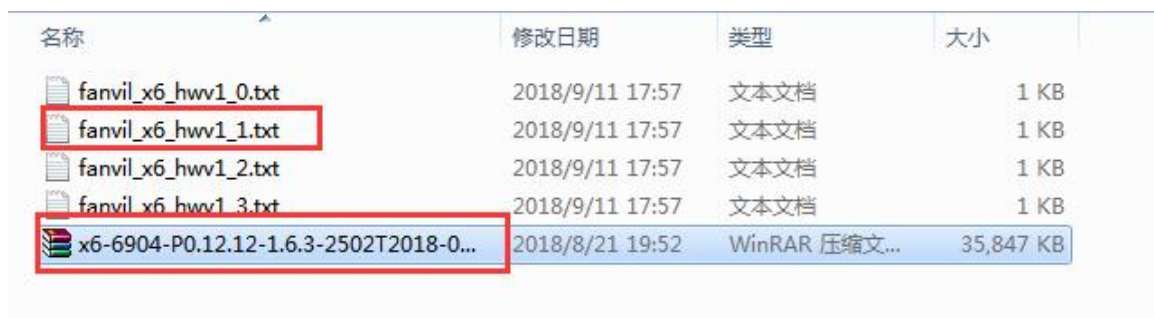 名称 修改日期 类型 大小
fanvil_x6_hwv1_0.txt 2018/9/11 17:57 文本文档 1 KB
fanvil_x6_hwv1_1.txt 2018/9/11 17:57 文本文档 1 KB
fanvil_x6_hwv1_2.txt 2018/9/11 17:57 文本文档 1 KB
fanvil_x6_hwv1_3.txt 2018/9/11 17:57 文本文档 1 KB
x6-6904-P0.12.12-1.6.3-2502T2018-0... 2018/8/21 19:52 WinRAR 压缩文... 35,847 KB